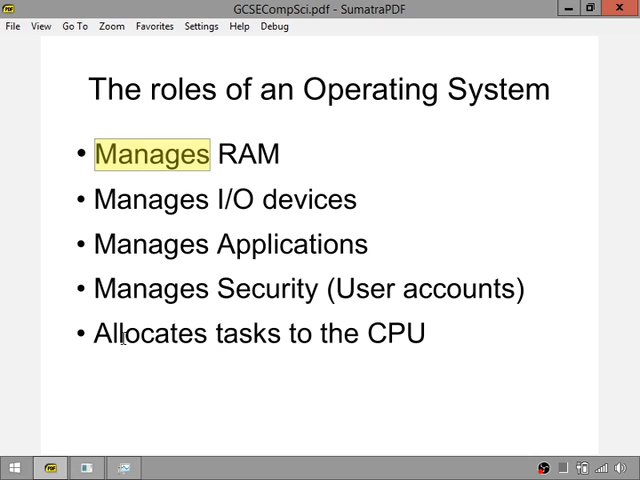 GCSECompSci.pdf - SumatraPDF
File View Go To Zoom Favorites Settings Help Debug
The roles of an Operating System
• Manages RAM
• Manages I/O devices
• Manages Applications
• Manages Security (User accounts)
• Allocates tasks to the CPU